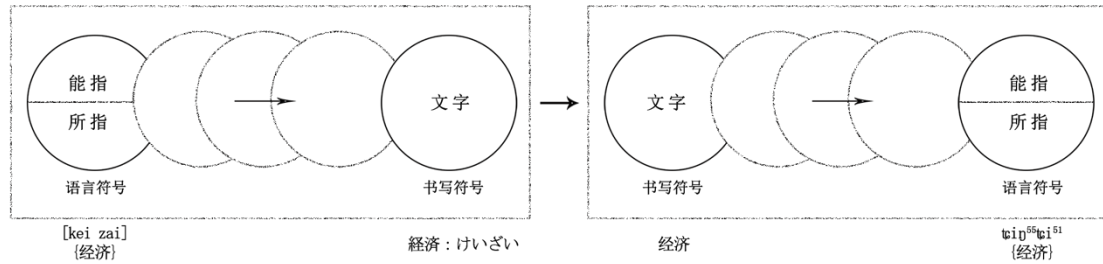 能指
所指
语言符号
文字
书写符号
[kei zai]
{经济}
経済：けいざい
文字
书写符号
能指
所指
语言符号
经济
tɕiŋ⁵⁵tɕi⁵¹
{经济}